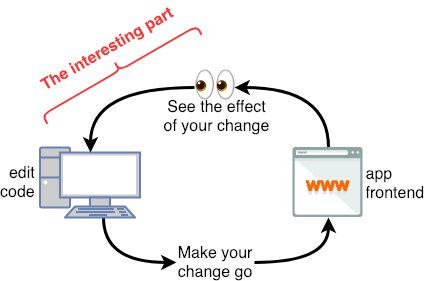 The interesting part
See the effect
of your change
edit
code
www
app
frontend
Make your
change go